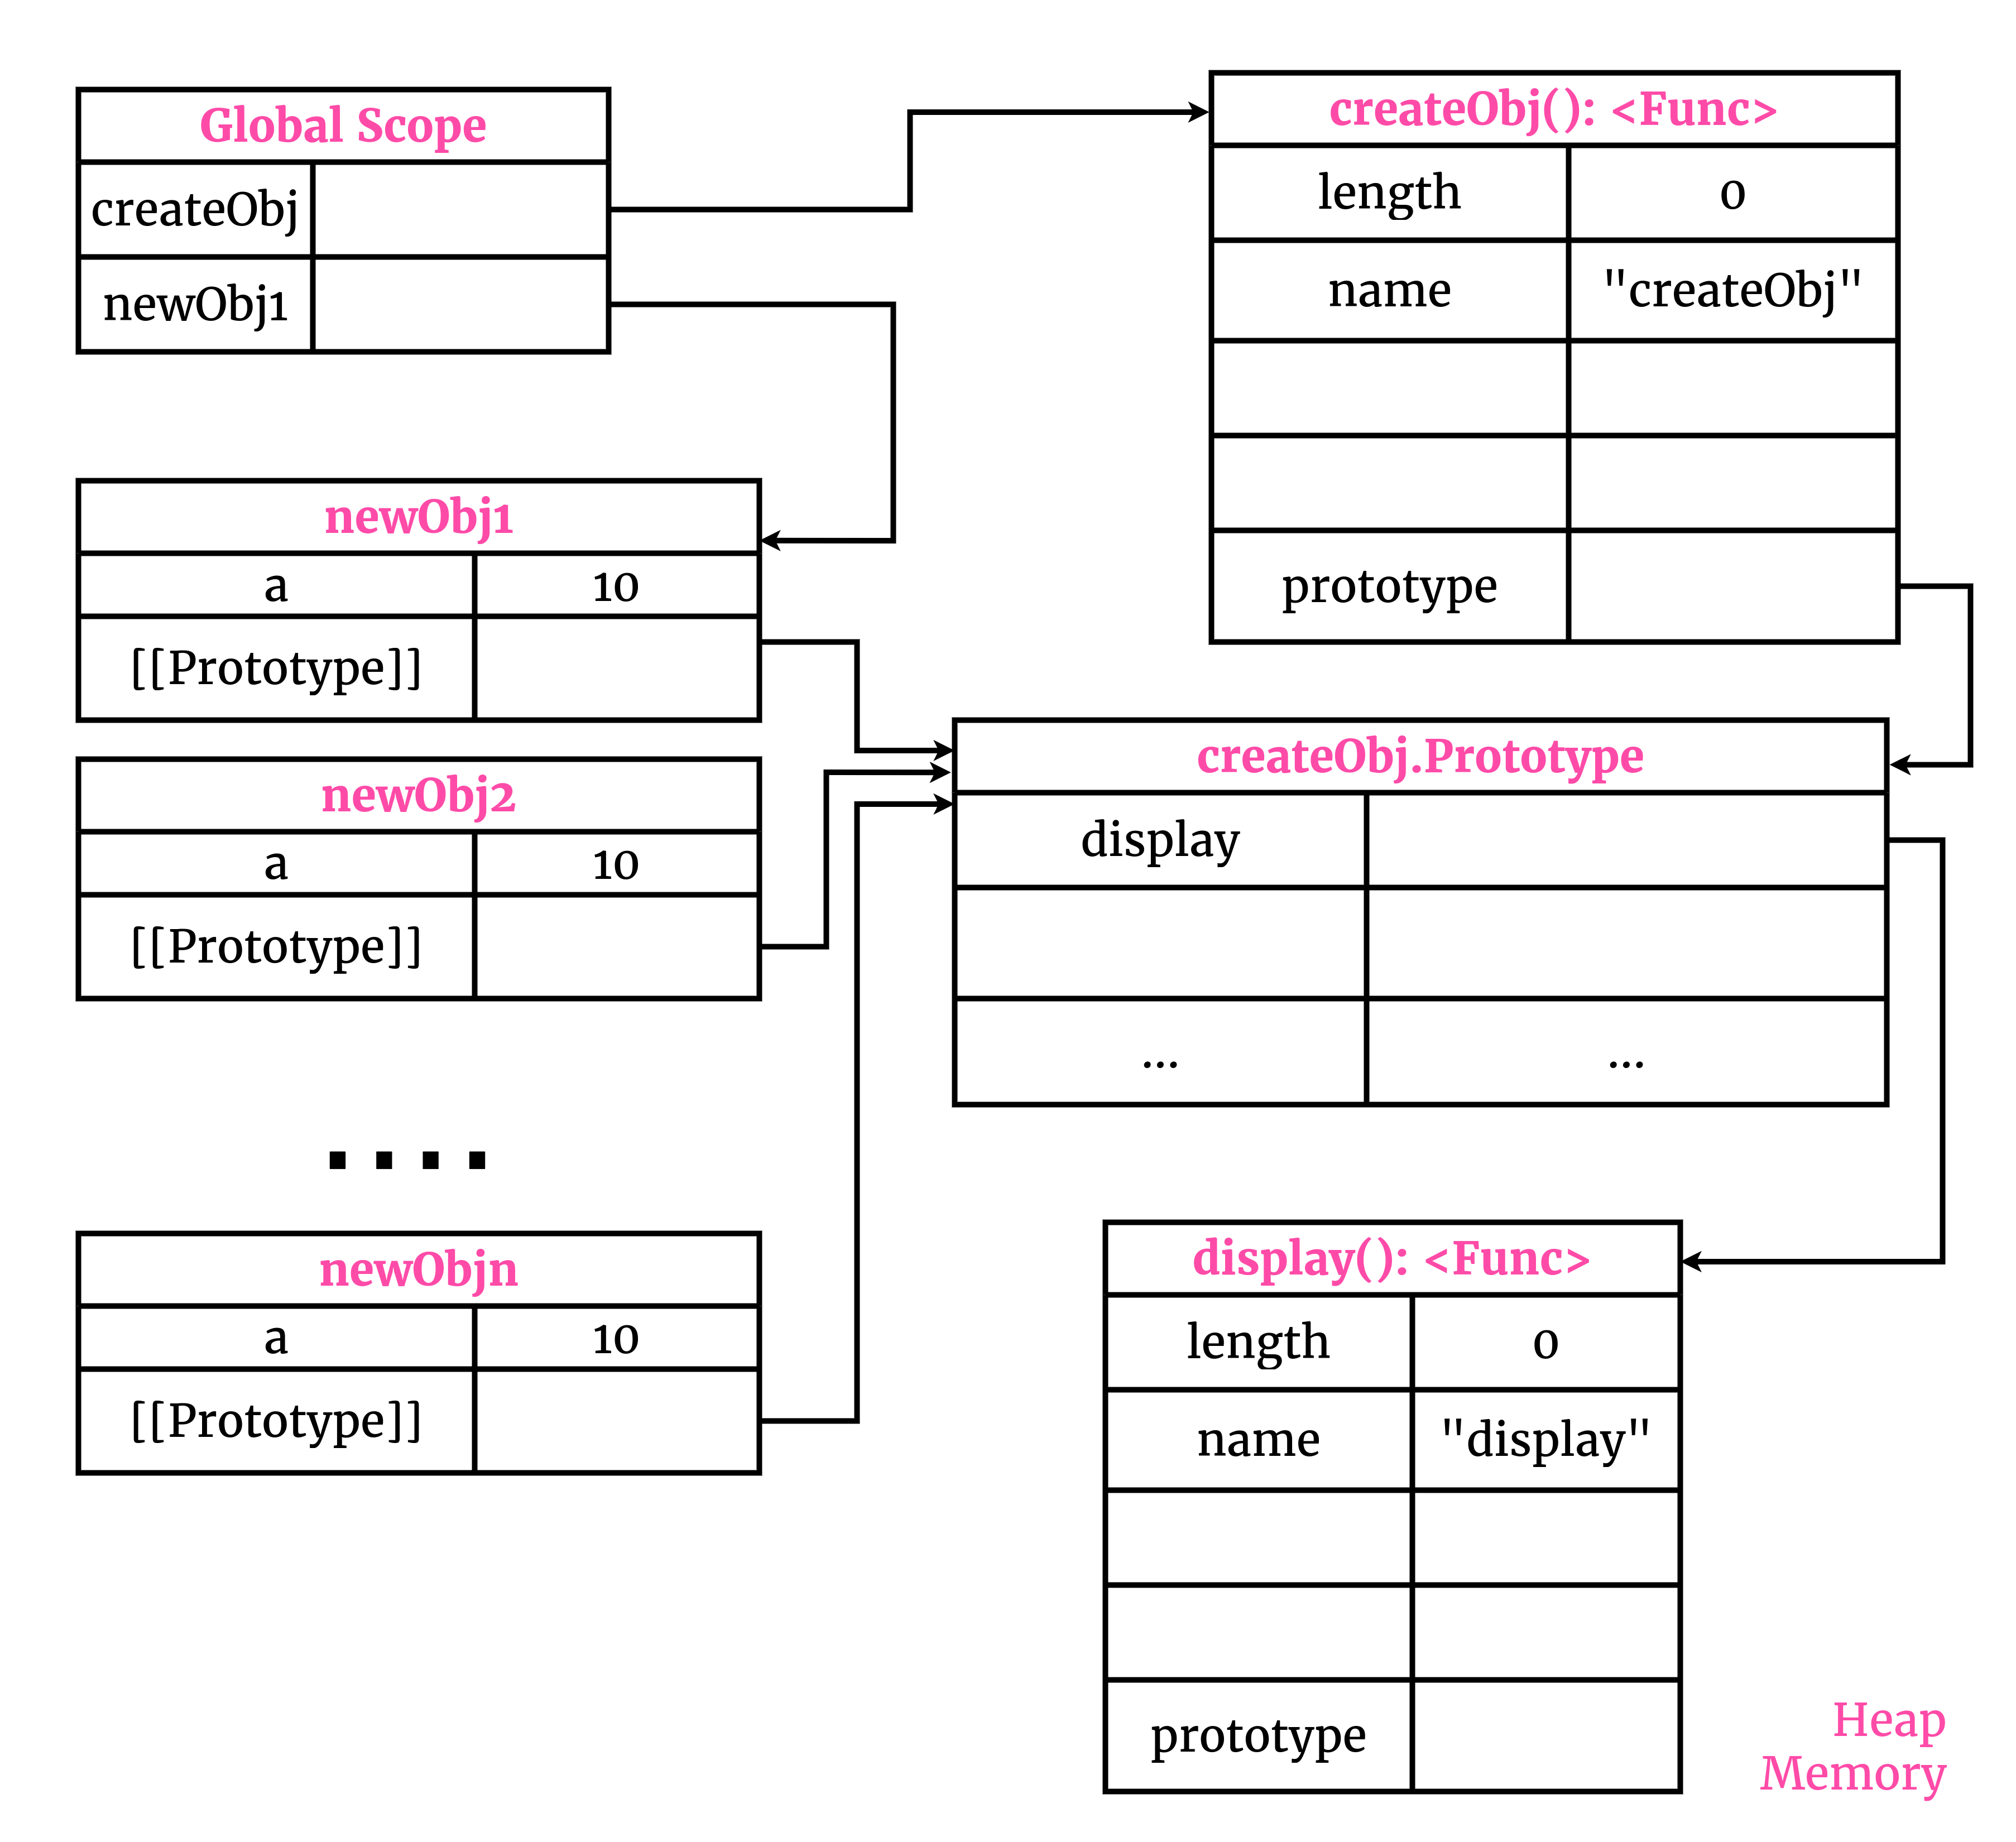 Global Scope
createObj
newObj1
createObj(): <Func>
length 0
name "createObj"
prototype
newObj1
a 10
[[Prototype]]
newObj2
a 10
[[Prototype]]
....
newObjn
a 10
[[Prototype]]
createObj.Prototype
display
... ...
display(): <Func>
length 0
name "display"
prototype
Heap
Memory